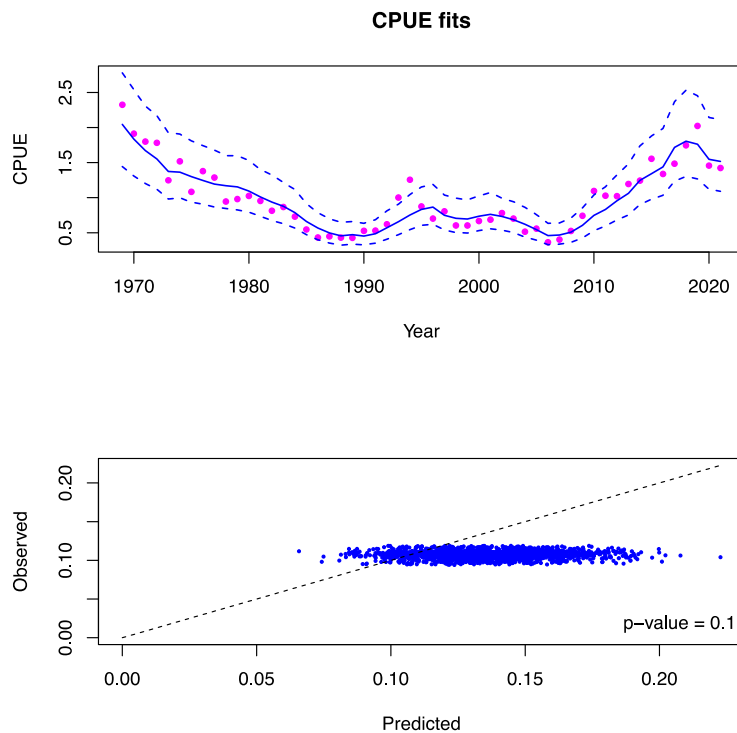 CPUE fits
2.5
1.5
0.5
CPUE
1970 1980 1990 2000 2010 2020
Year
0.20
0.10
0.00
Observed
p−value = 0.1
0.00 0.05 0.10 0.15 0.20
Predicted